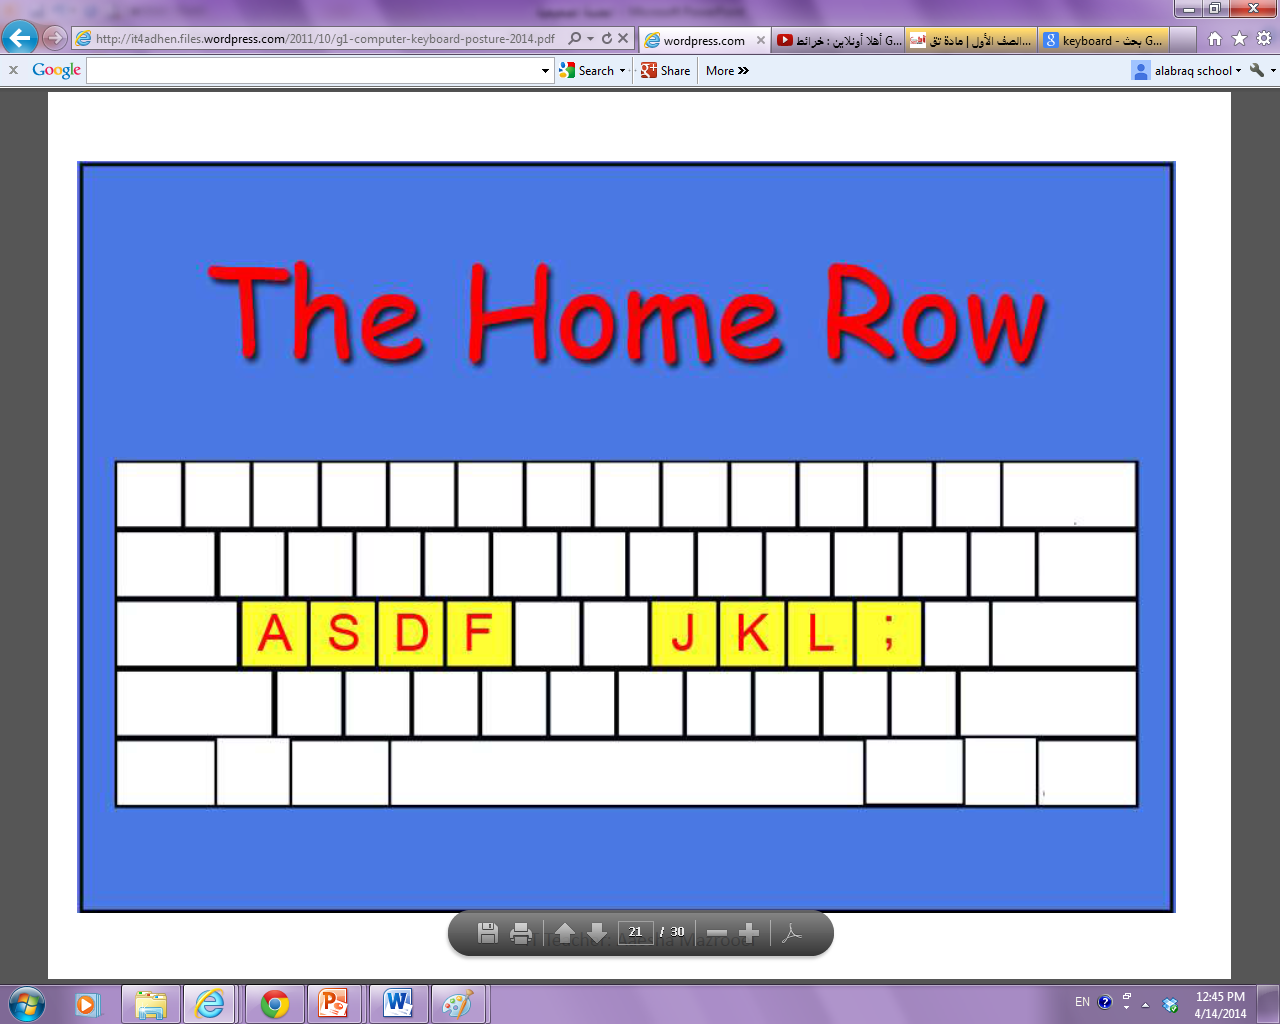 http://it4adhen.files.wordpress.com/2011/10/g1-computer-keyboard-posture-2014.pdf
wordpress.com
أهلا أونلاين : خرائط G...
الصف الأول | مادة تق...
keyboard - بحث G...
x Google Search Share More »
alabraq school
The Home Row
A S D F J K L ;
21 / 30
Teacher:
EN
12:45 PM
4/14/2014